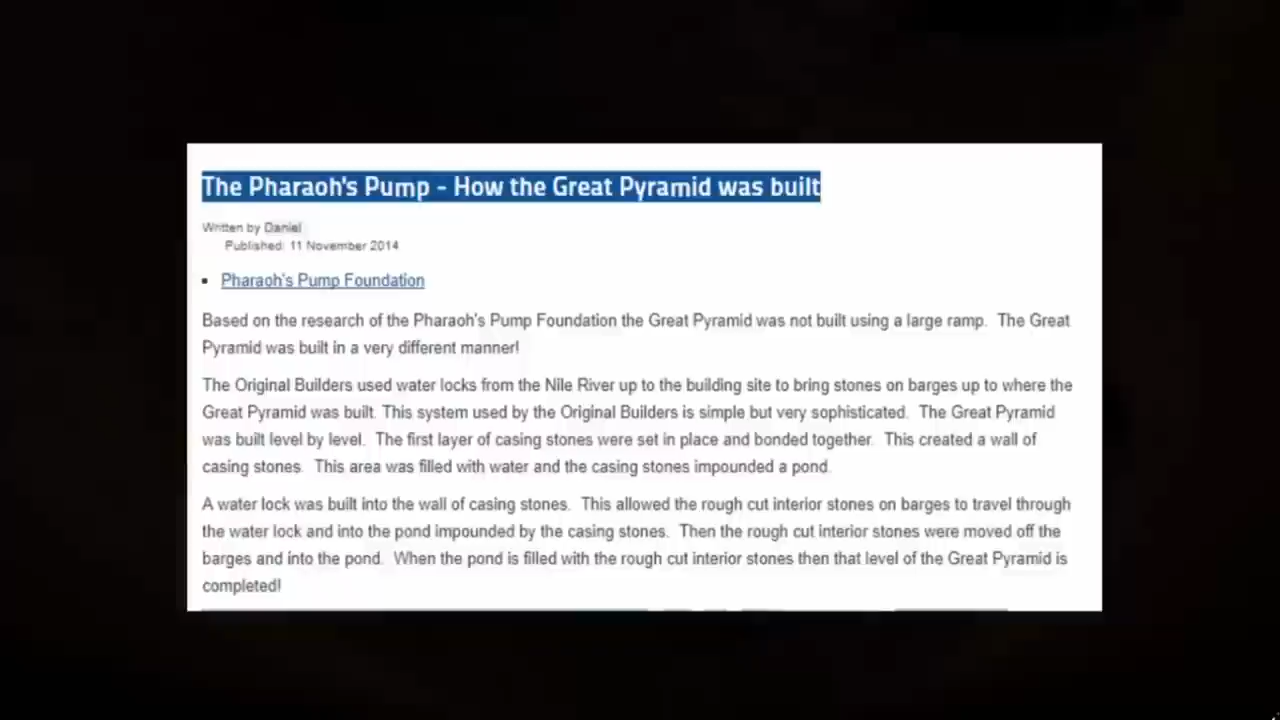 The Pharaoh's Pump - How the Great Pyramid was built
Written by Daniel
Published: 11 November 2014
Pharaoh's Pump Foundation
Based on the research of the Pharaoh's Pump Foundation the Great Pyramid was not built using a large ramp. The Great
Pyramid was built in a very different manner!
The Original Builders used water locks from the Nile River up to the building site to bring stones on barges up to where the
Great Pyramid was built. This system used by the Original Builders is simple but very sophisticated. The Great Pyramid
was built level by level. The first layer of casing stones were set in place and bonded together. This created a wall of
casing stones. This area was filled with water and the casing stones impounded a pond.
A water lock was built into the wall of casing stones. This allowed the rough cut interior stones on barges to travel through
the water lock and into the pond impounded by the casing stones. Then the rough cut interior stones were moved off the
barges and into the pond. When the pond is filled with the rough cut interior stones then that level of the Great Pyramid is
completed!